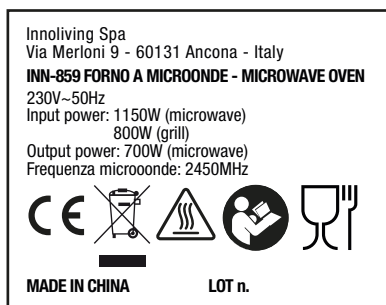 Innoliving Spa
Via Merloni 9 - 60131 Ancona - Italy
INN-859 FORNO A MICROONDE - MICROWAVE OVEN
230V~50Hz
Input power: 1150W (microwave)
800W (grill)
Output power: 700W (microwave)
Frequenza microoonde: 2450MHz
CE
MADE IN CHINA LOT n.